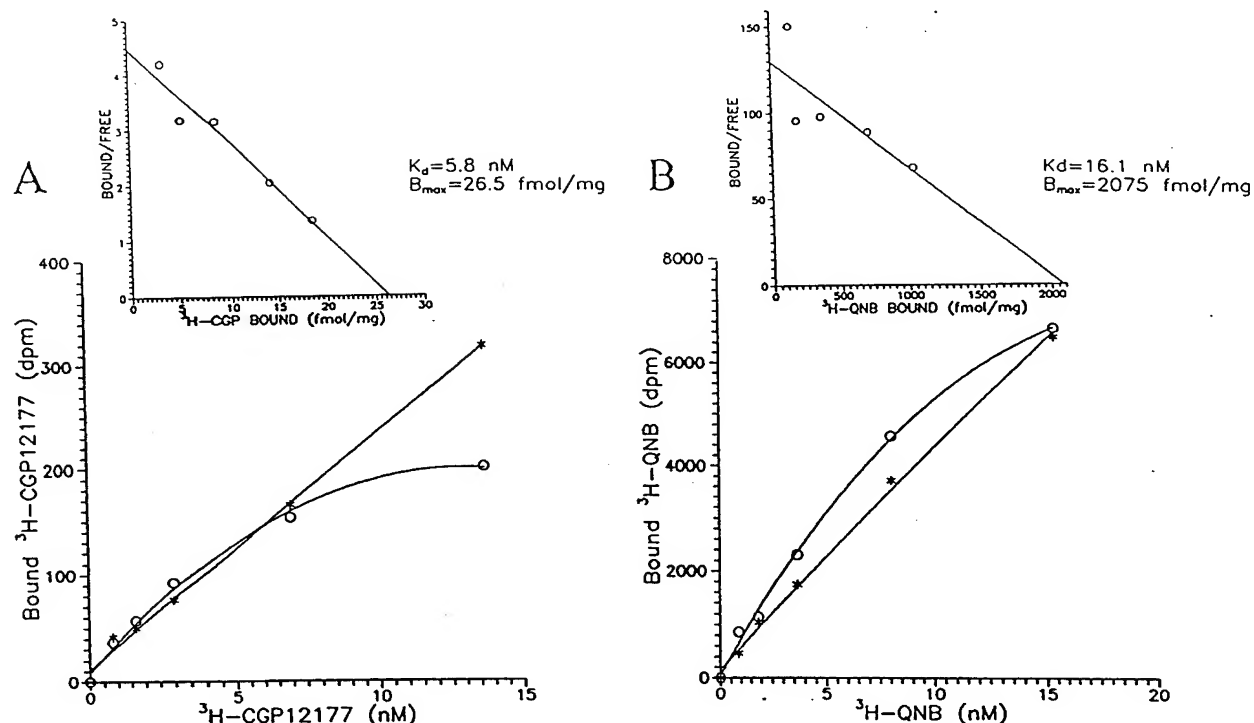 A
5
4
3
2
1
0
BOUND/FREE
0
5
10
15
20
25
30
³H-CGP BOUND (fmol/mg)
K_d=5.8 nM
B_max=26.5 fmol/mg
400
300
200
100
0
Bound ³H-CGP12177 (dpm)
0
5
10
15
³H-CGP12177 (nM)
B
150
100
50
0
BOUND/FREE
0
500
1000
1500
2000
³H-QNB BOUND (fmol/mg)
Kd=16.1 nM
B_max=2075 fmol/mg
8000
6000
4000
2000
0
Bound ³H-QNB (dpm)
0
5
10
15
20
³H-QNB (nM)